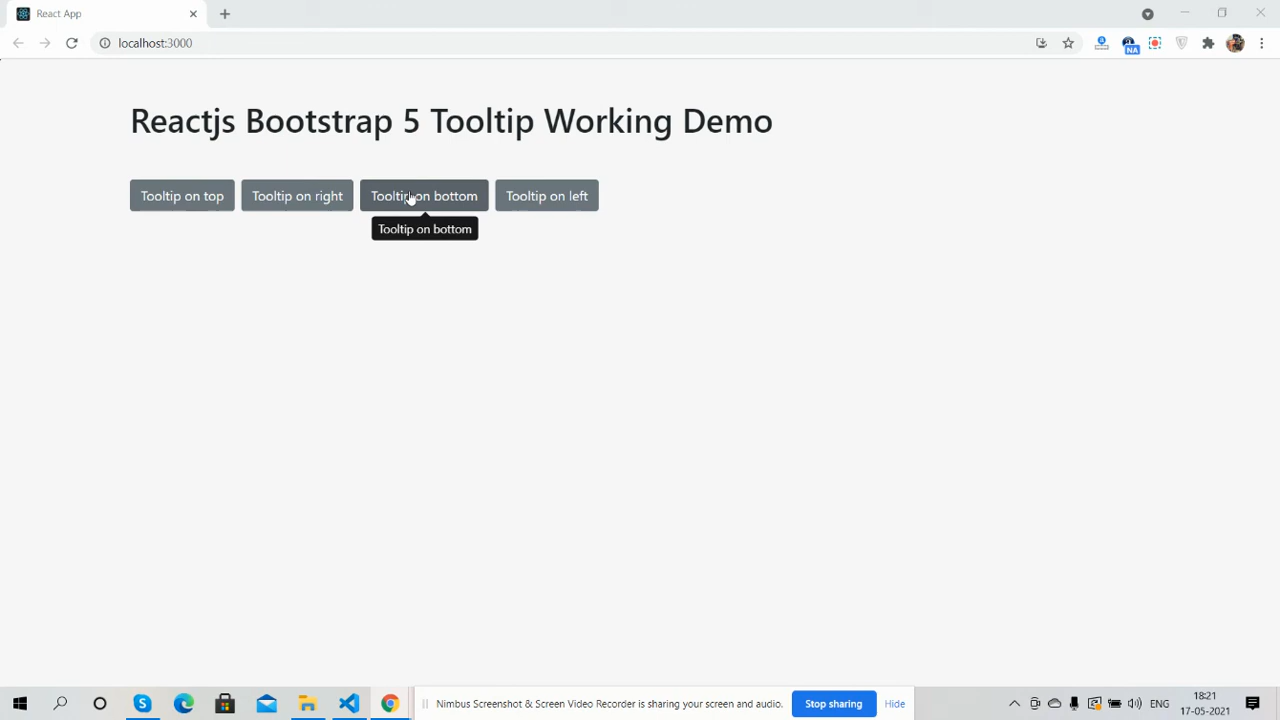 React App
localhost:3000
NA
Reactjs Bootstrap 5 Tooltip Working Demo
Tooltip on top
Tooltip on right
Tooltip on bottom
Tooltip on left
Tooltip on bottom
Nimbus Screenshot & Screen Video Recorder is sharing your screen and audio.
Stop sharing
Hide
ENG
18:21
17-05-2021